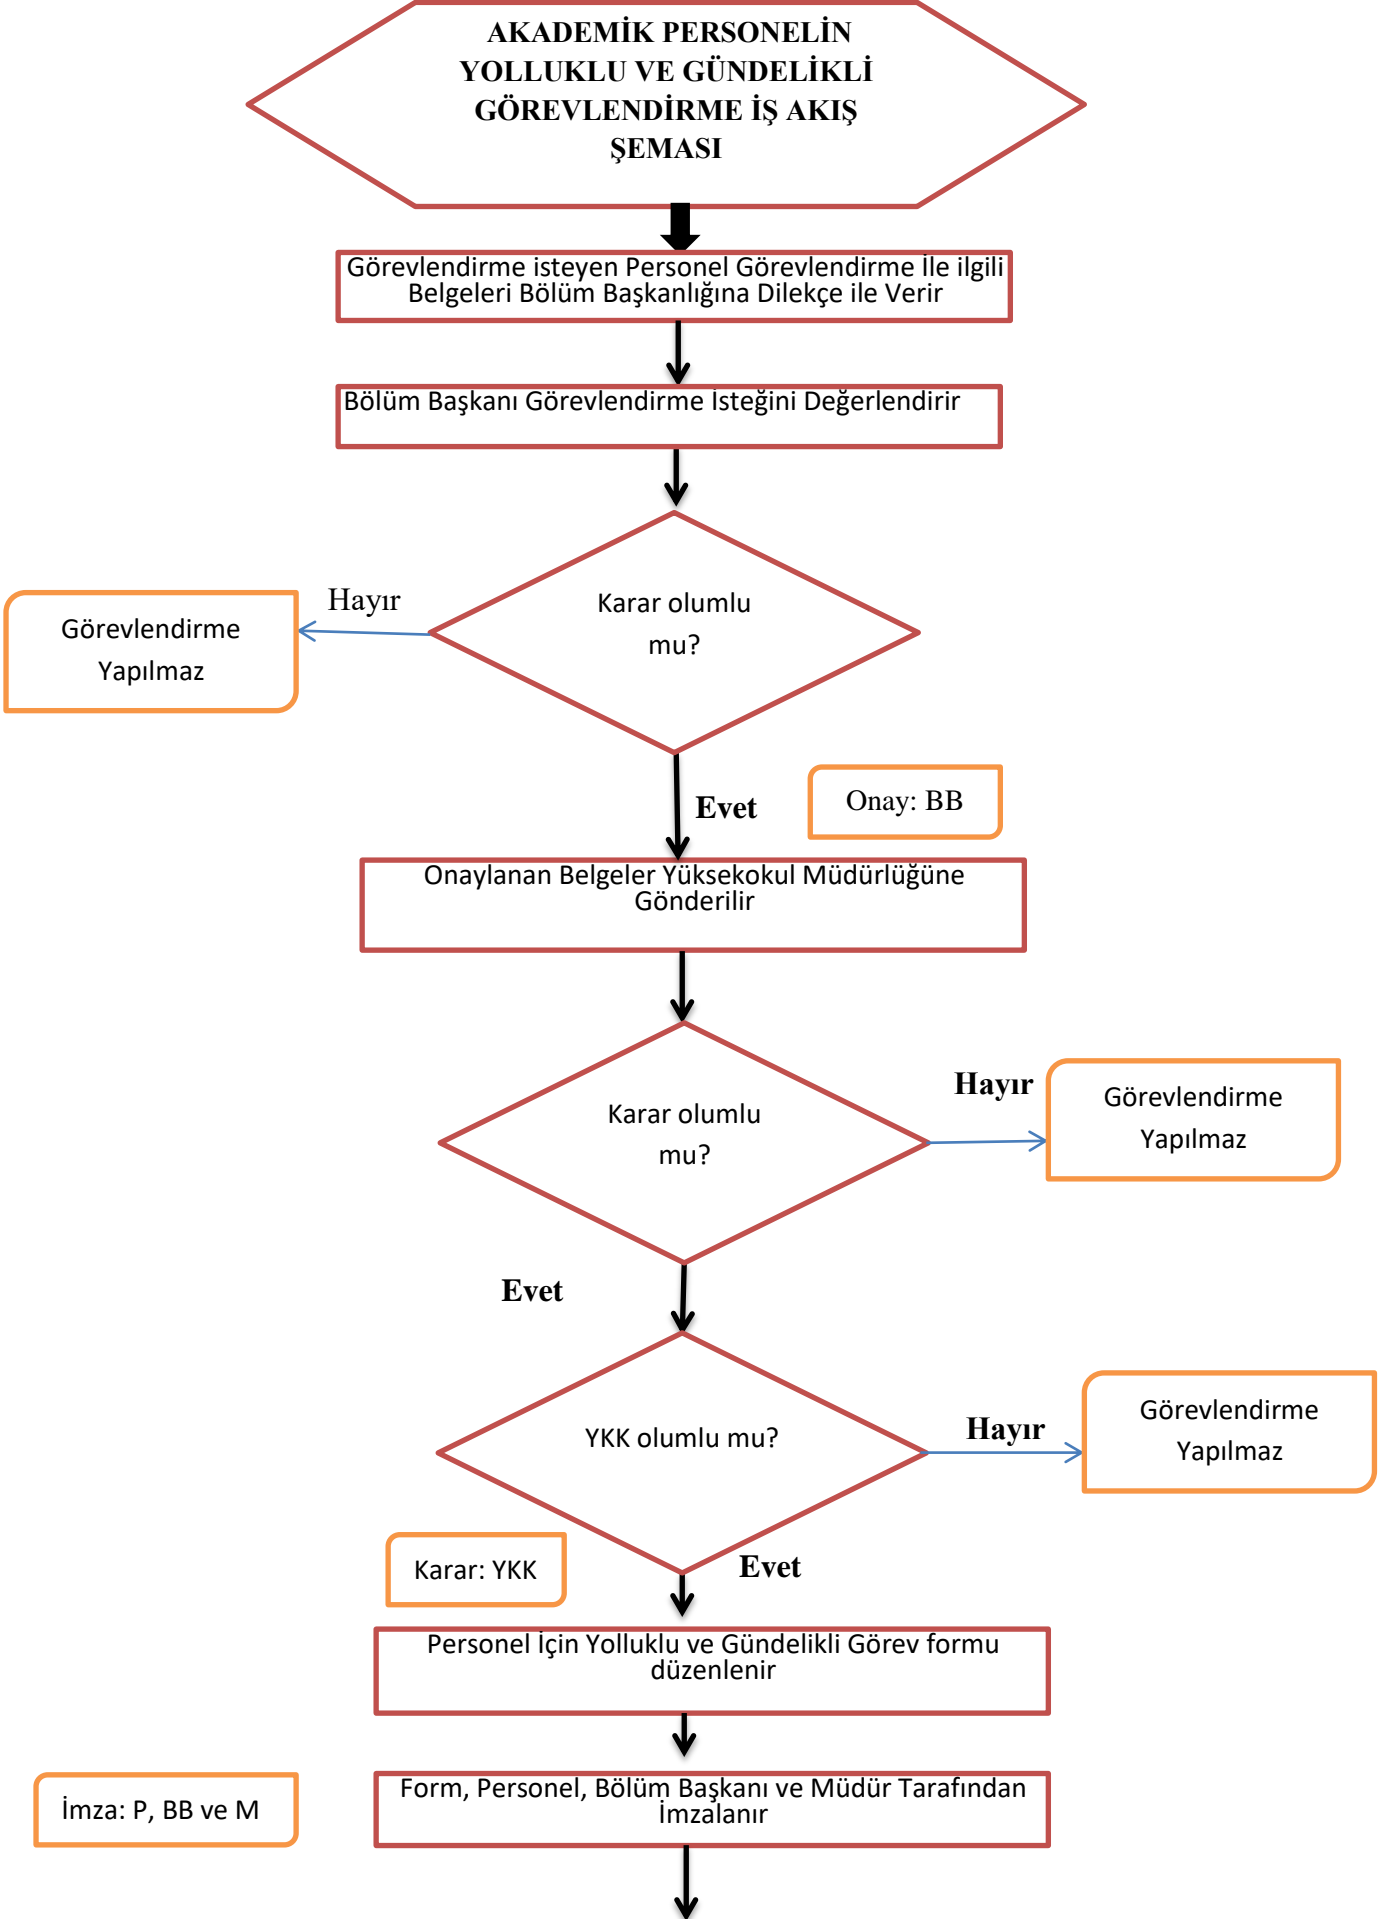 AKADEMİK PERSONELİN
YOLLUKLU VE GÜNDELİKLİ
GÖREVLENDİRME İŞ AKIŞ
ŞEMASI
Görevlendirme isteyen Personel Görevlendirme İle ilgili
Belgeleri Bölüm Başkanlığına Dilekçe ile Verir
Bölüm Başkanı Görevlendirme İsteğini Değerlendirir
Karar olumlu
mu?
Hayır
Görevlendirme
Yapılmaz
Evet
Onay: BB
Onaylanan Belgeler Yüksekokul Müdürlüğüne
Gönderilir
Karar olumlu
mu?
Hayır
Görevlendirme
Yapılmaz
Evet
YKK olumlu mu?
Hayır
Görevlendirme
Yapılmaz
Karar: YKK
Evet
Personel İçin Yolluklu ve Gündelikli Görev formu
düzenlenir
İmza: P, BB ve M
Form, Personel, Bölüm Başkanı ve Müdür Tarafından
İmzalanır